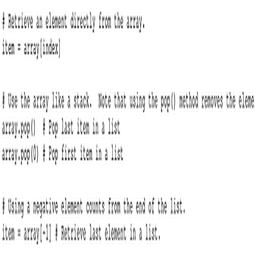 # Retrieve an element directly from the array.
item = array[index]
# Use the array like a stack.  Note that using the pop() method removes the eleme
array.pop()  # Pop last item in a list
array.pop(0) # Pop first item in a list
# Using a negative element counts from the end of the list.
item = array[-1] # Retrieve last element in a list.